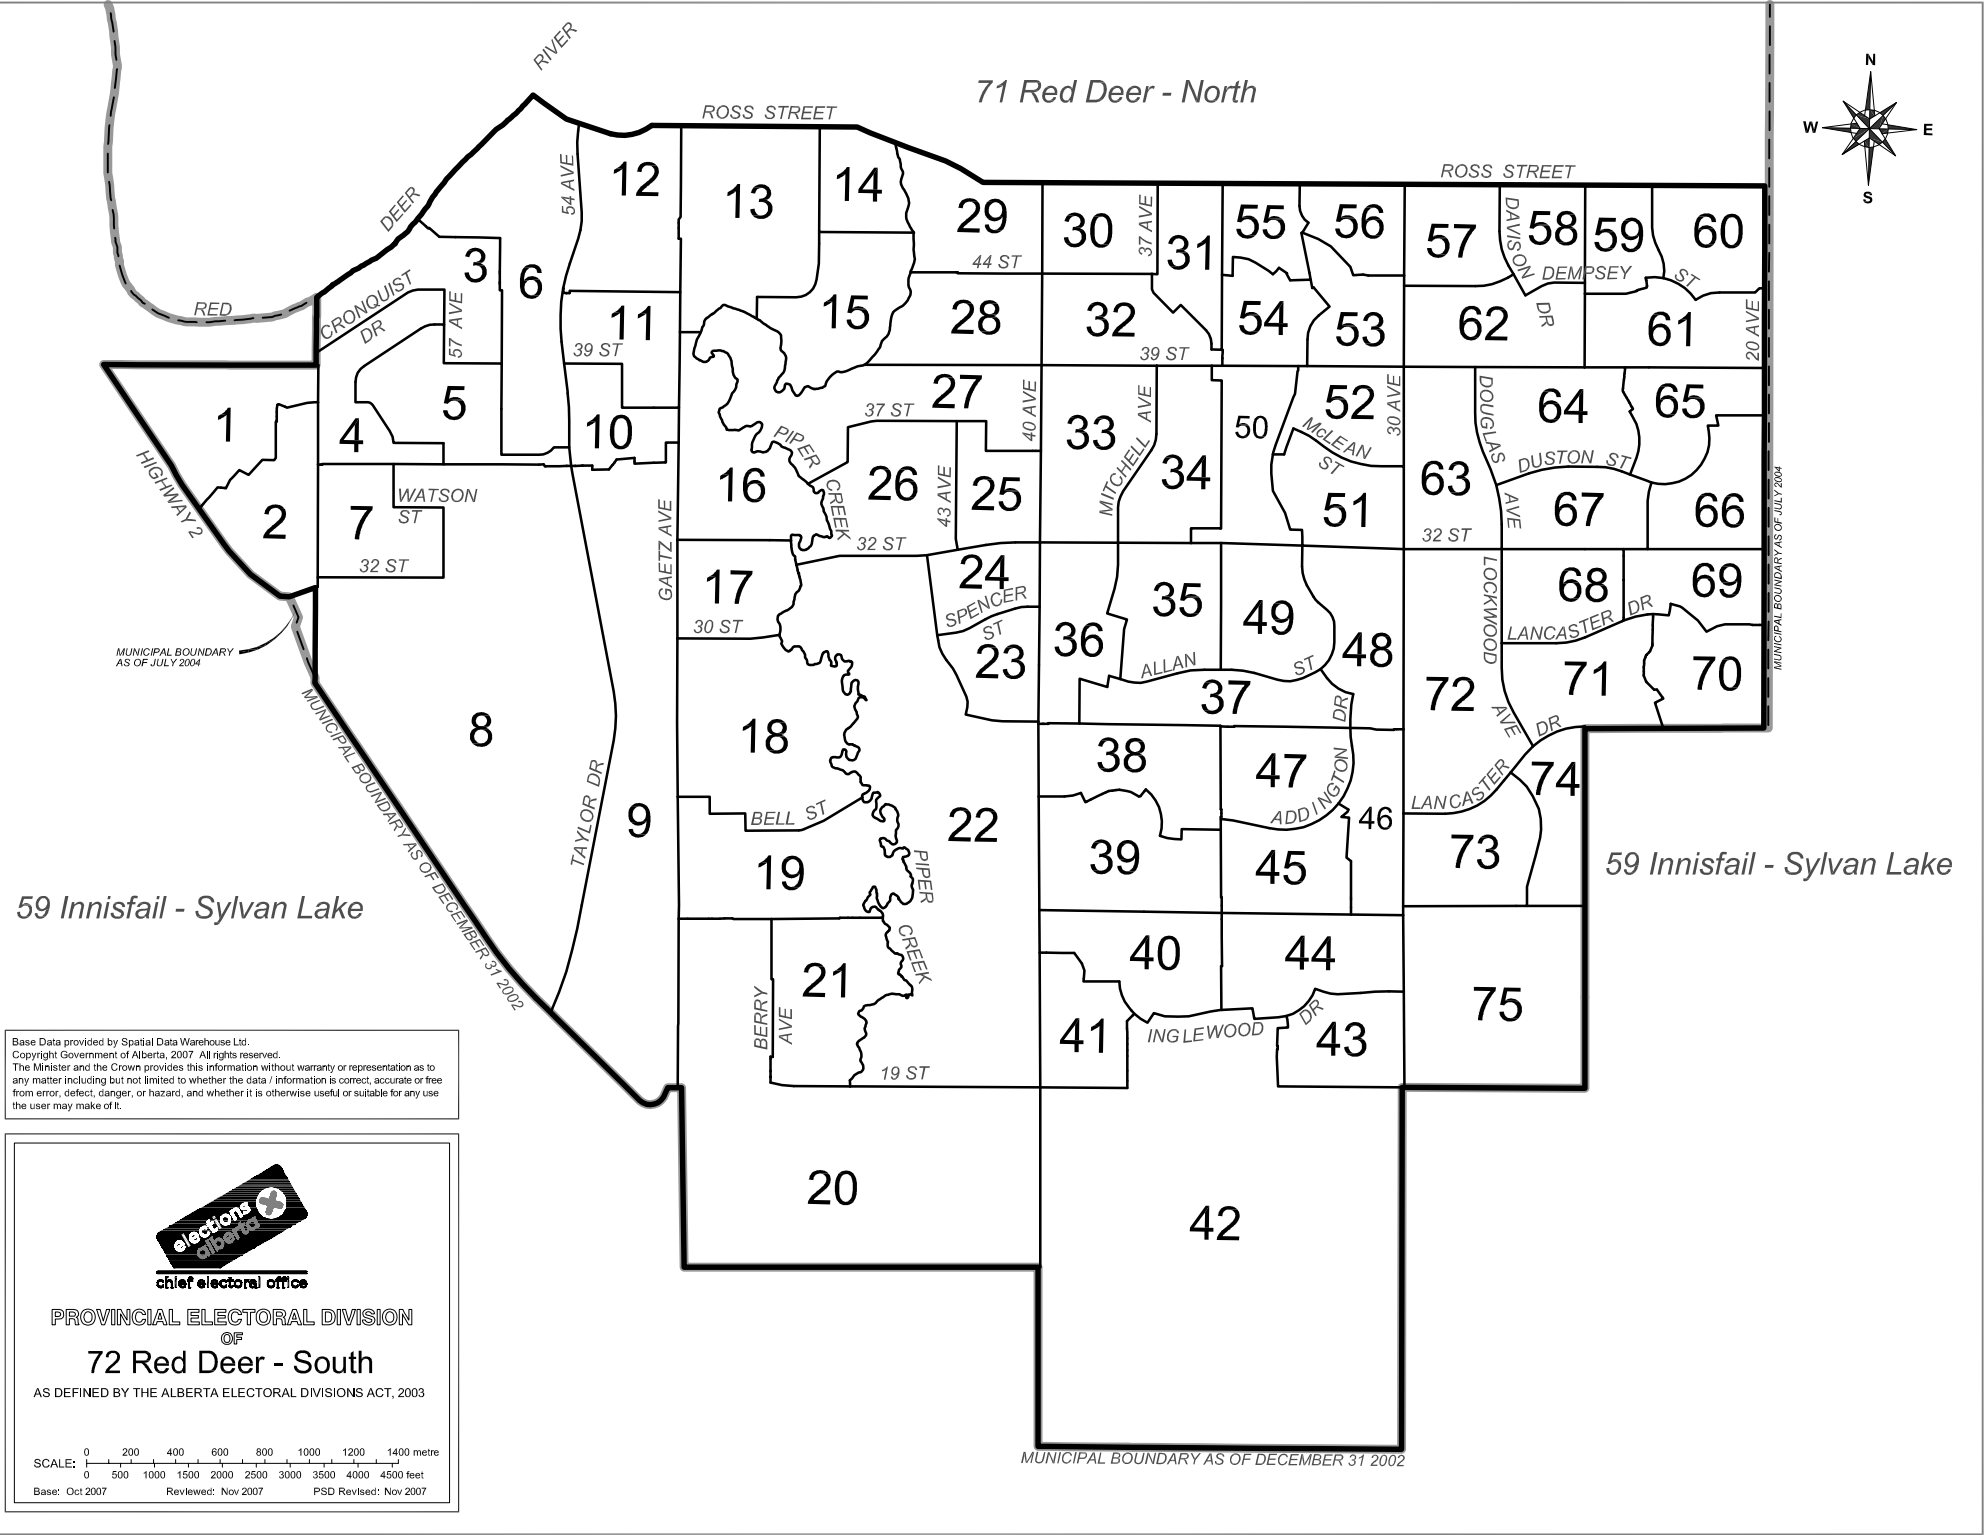 RIVER
71 Red Deer - North
ROSS STREET
N
W
E
S
ROSS STREET
DEER
54 AVE
12
13
14
29
30
37 AVE
31
55
56
57
DAVISON
58
59
60
3
6
44 ST
DEMPSEY
ST
RED
CRONQUIST
DR
57 AVE
11
39 ST
15
28
32
39 ST
54
53
62
DR
61
20 AVE
1
4
5
10
27
37 ST
40 AVE
33
MITCHELL AVE
34
50
52
McLEAN
ST
30 AVE
DOUGLAS
AVE
64
65
DUSTON ST
HIGHWAY 2
2
7
WATSON
ST
32 ST
GAETZ AVE
16
PIPER
CREEK
26
43 AVE
25
32 ST
51
63
32 ST
67
66
MUNICIPAL BOUNDARY AS OF JULY 2004
17
30 ST
24
SPENCER
ST
23
36
35
49
48
LOCKWOOD
AVE
68
69
LANCASTER DR
MUNICIPAL BOUNDARY
AS OF JULY 2004
ALLAN
ST
37
DR
72
71
70
8
MUNICIPAL BOUNDARY AS OF DECEMBER 31 2002
TAYLOR DR
9
18
BELL ST
22
38
47
ADDINGTON
46
LANCASTER
DR
74
19
PIPER
CREEK
39
45
73
59 Innisfail - Sylvan Lake
59 Innisfail - Sylvan Lake
21
BERRY
AVE
40
44
41
INGLEWOOD
DR
43
75
19 ST
20
42
MUNICIPAL BOUNDARY AS OF DECEMBER 31 2002
Base Data provided by Spatial Data Warehouse Ltd.
Copyright Government of Alberta, 2007 All rights reserved.
The Minister and the Crown provides this information without warranty or representation as to
any matter including but not limited to whether the data / information is correct, accurate or free
from error, defect, danger, or hazard, and whether it is otherwise useful or suitable for any use
the user may make of it.
elections
alberta
chief electoral office
PROVINCIAL ELECTORAL DIVISION
OF
72 Red Deer - South
AS DEFINED BY THE ALBERTA ELECTORAL DIVISIONS ACT, 2003
0 200 400 600 800 1000 1200 1400 metre
SCALE:
0 500 1000 1500 2000 2500 3000 3500 4000 4500 feet
Base: Oct 2007 Reviewed: Nov 2007 PSD Revised: Nov 2007